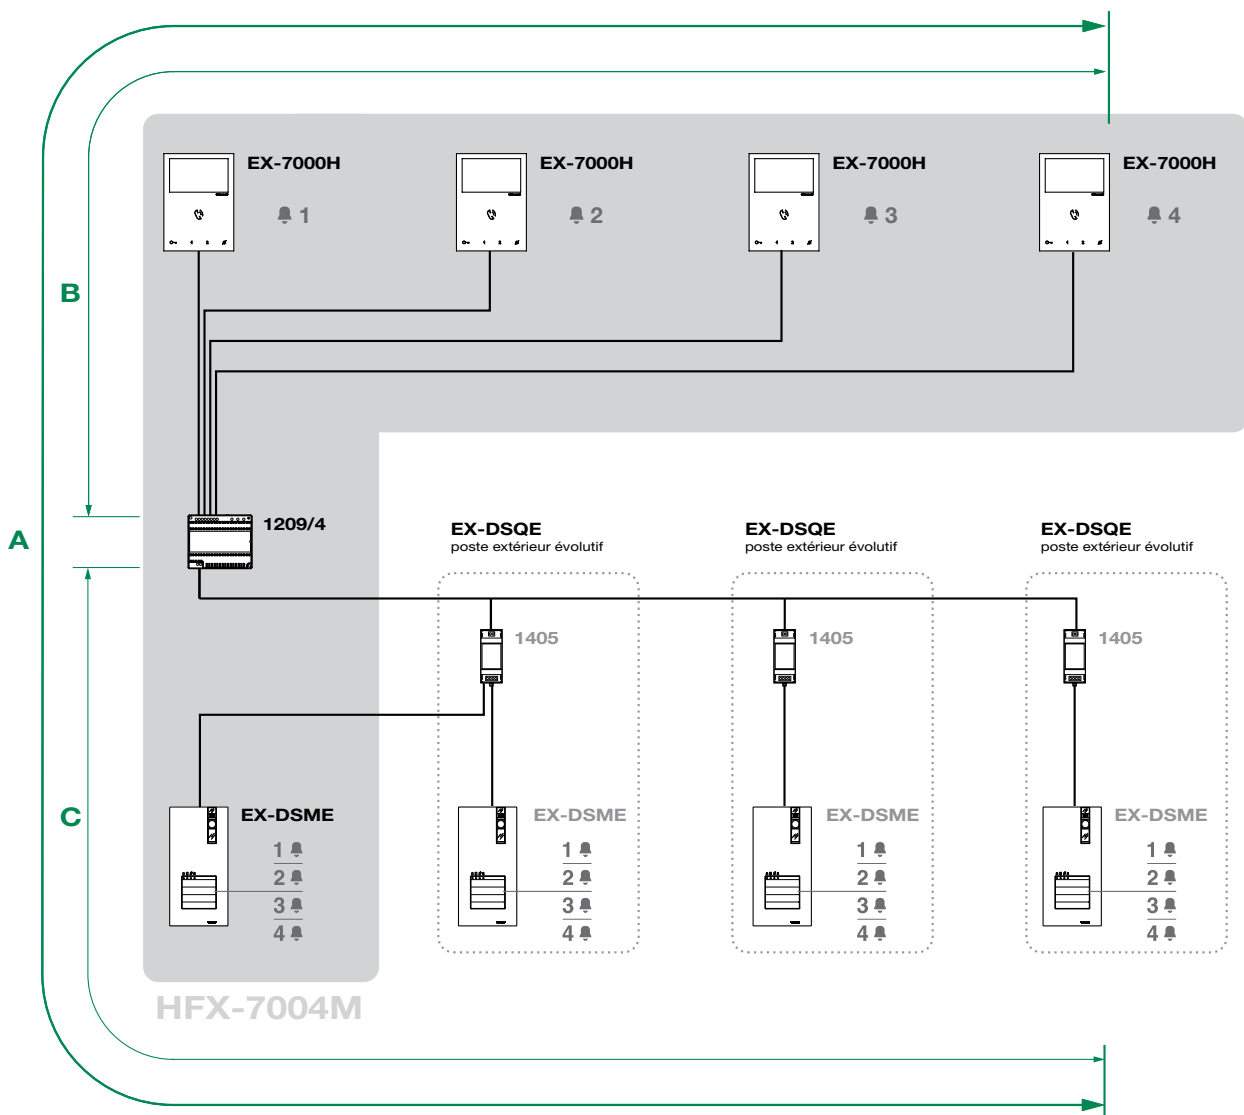 EX-7000H
EX-7000H
EX-7000H
EX-7000H
1
2
3
4
B
1209/4
A
EX-DSQE
poste extérieur évolutif
EX-DSQE
poste extérieur évolutif
EX-DSQE
poste extérieur évolutif
1405
1405
1405
C
EX-DSME
1
2
3
4
EX-DSME
1
2
3
4
EX-DSME
1
2
3
4
EX-DSME
1
2
3
4
HFX-7004M